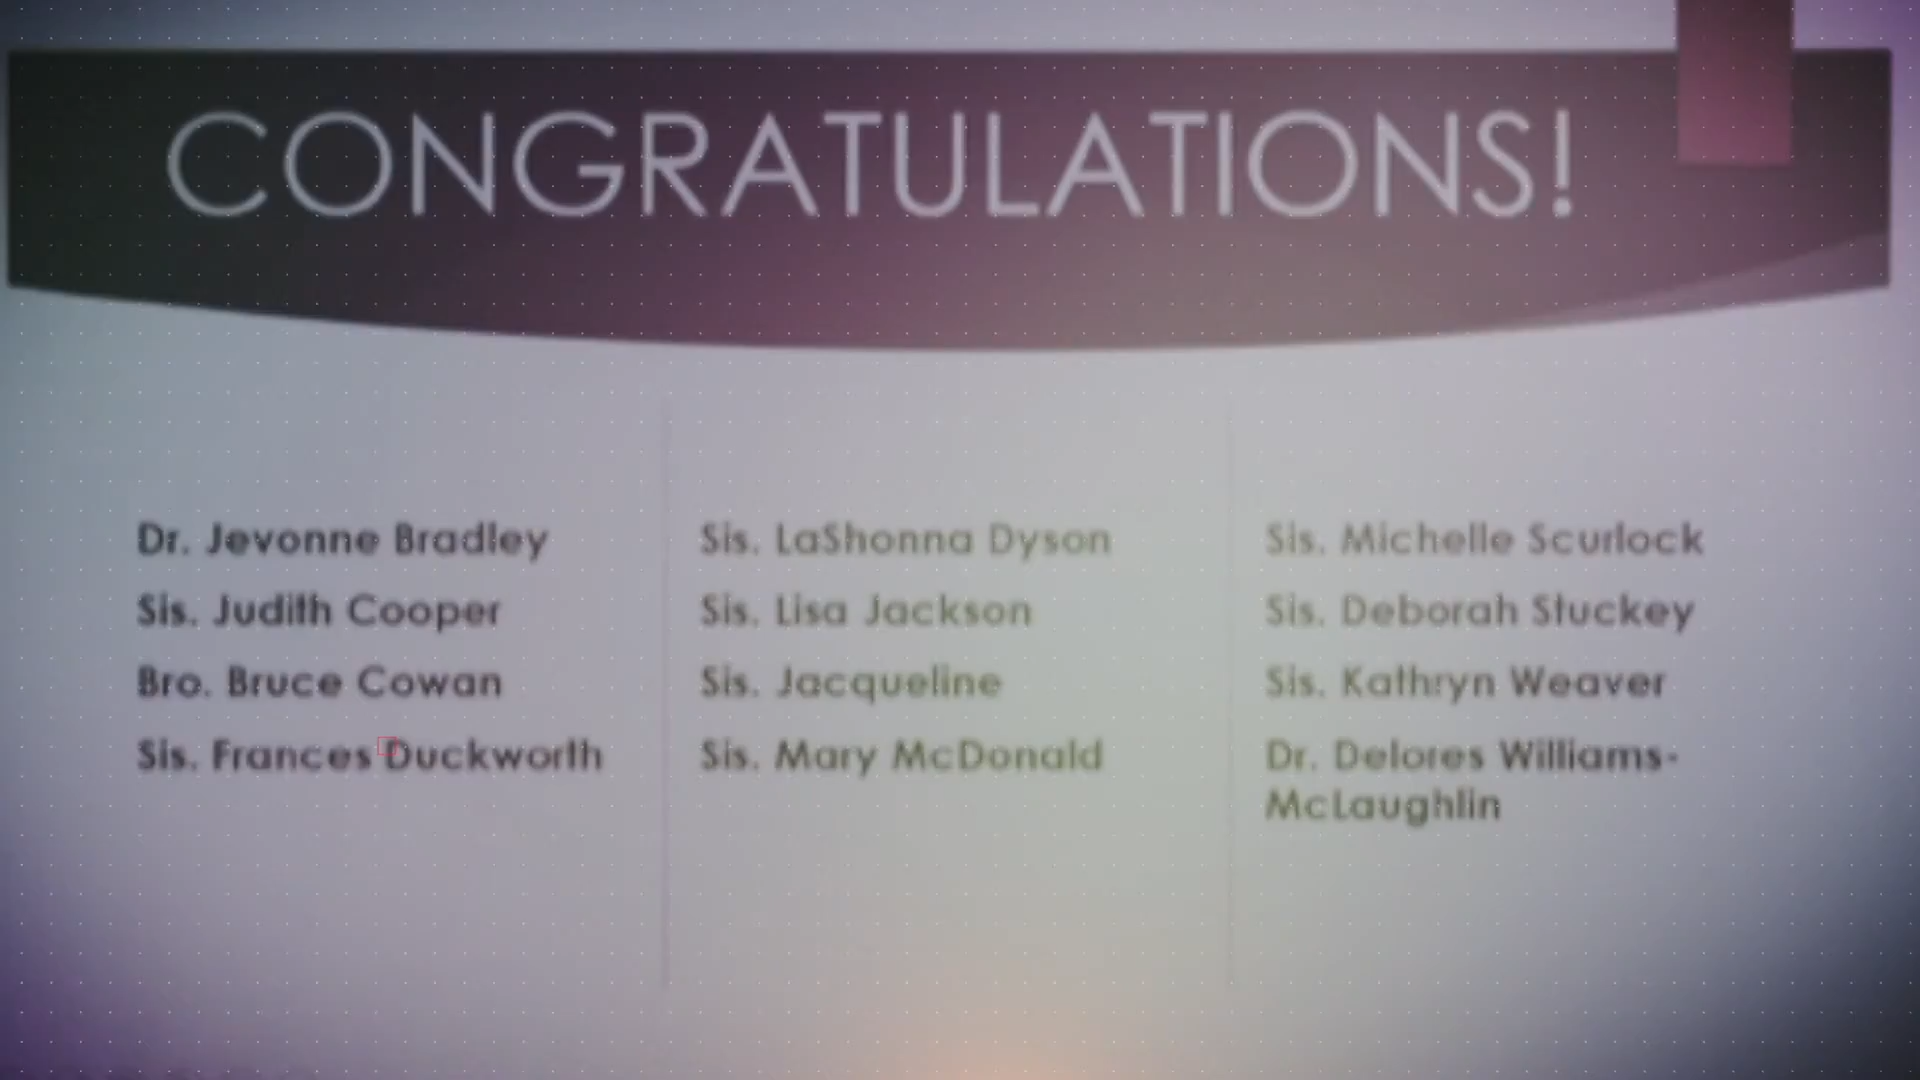 CONGRATULATIONS!
Dr. Jevonne Bradley
Sis. Judith Cooper
Bro. Bruce Cowan
Sis. Frances Duckworth
Sis. LaShonna Dyson
Sis. Lisa Jackson
Sis. Jacqueline
Sis. Mary McDonald
Sis. Michelle Scurlock
Sis. Deborah Stuckey
Sis. Kathryn Weaver
Dr. Delores Williams-
McLaughlin